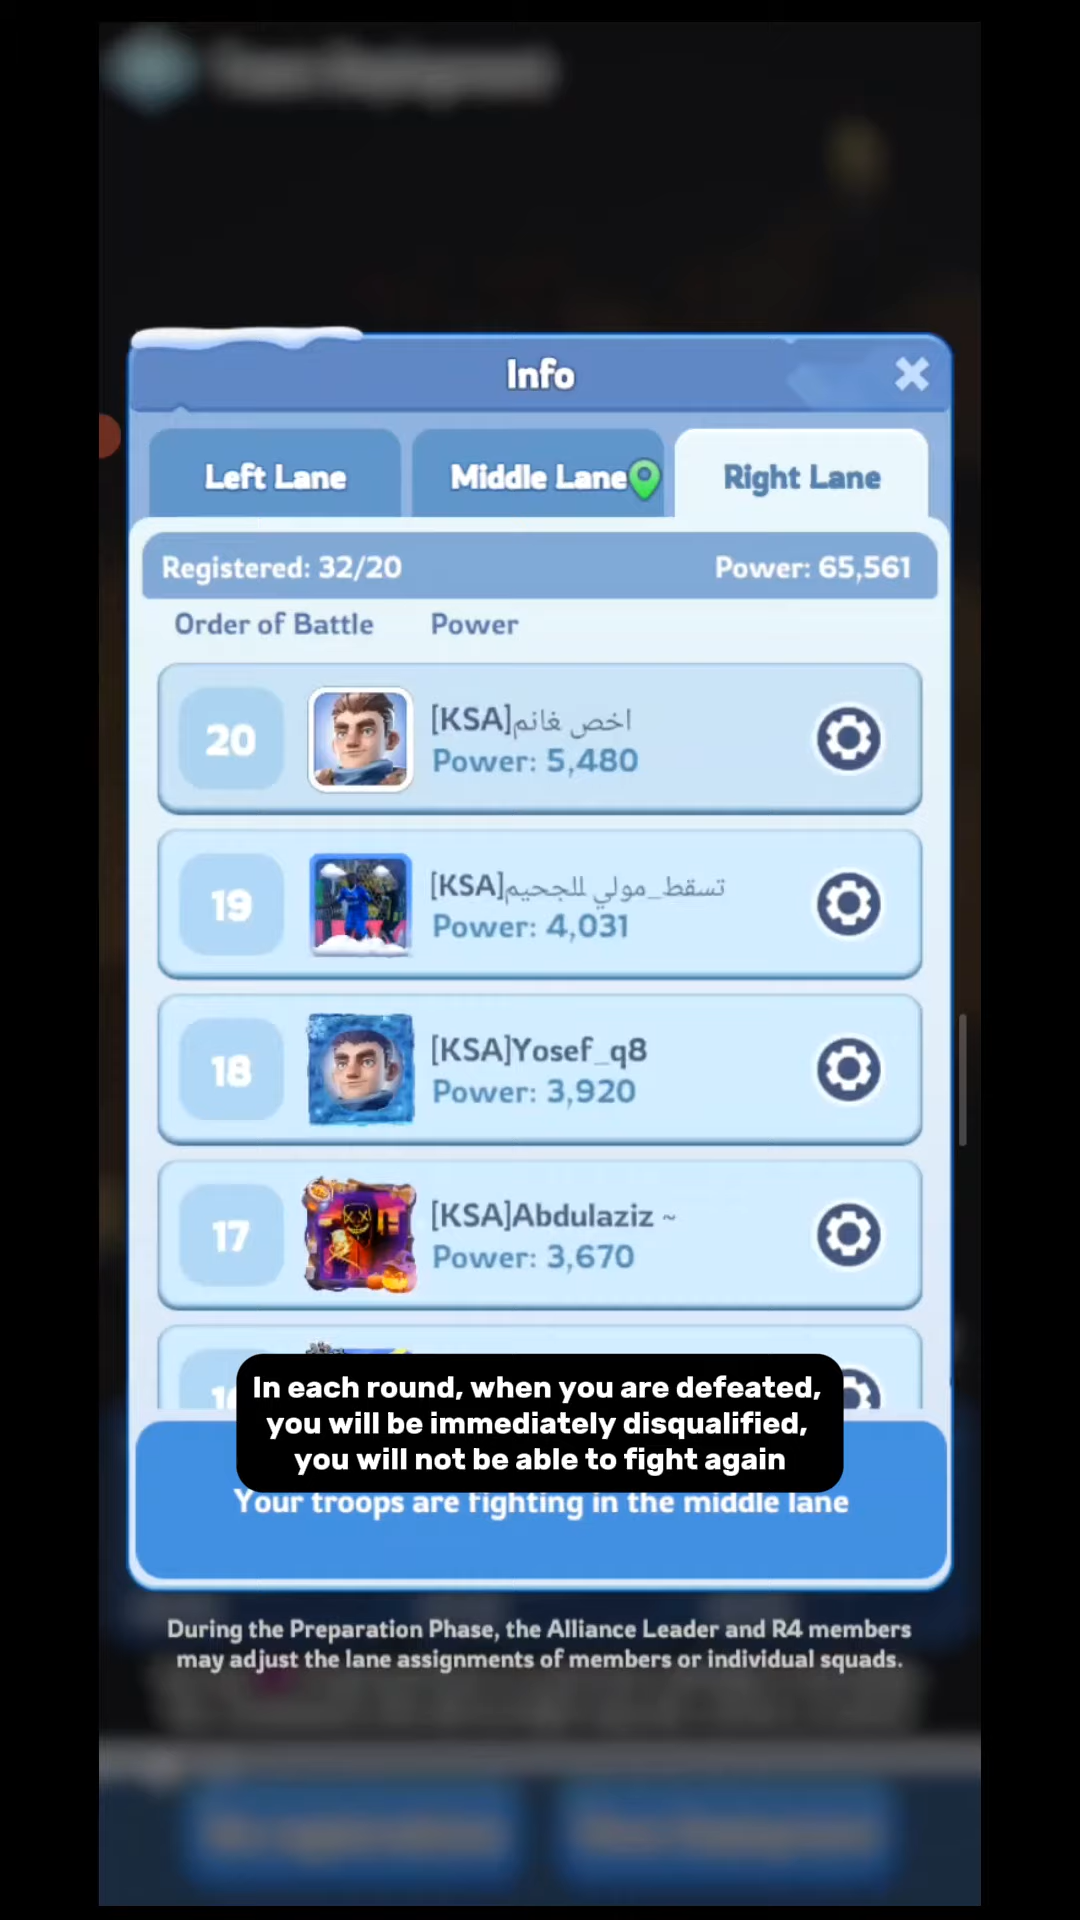 Info
Left Lane
Middle Lane
Right Lane
Registered: 32/20
Power: 65,561
Order of Battle
Power
20
[KSA]اخص غانم
Power: 5,480
19
[KSA]تسقط_مولي للجحيم
Power: 4,031
18
[KSA]Yosef_q8
Power: 3,920
17
[KSA]Abdulaziz ~
Power: 3,670
In each round, when you are defeated,
you will be immediately disqualified,
you will not be able to fight again
Your troops are fighting in the middle lane
During the Preparation Phase, the Alliance Leader and R4 members
may adjust the lane assignments of members or individual squads.